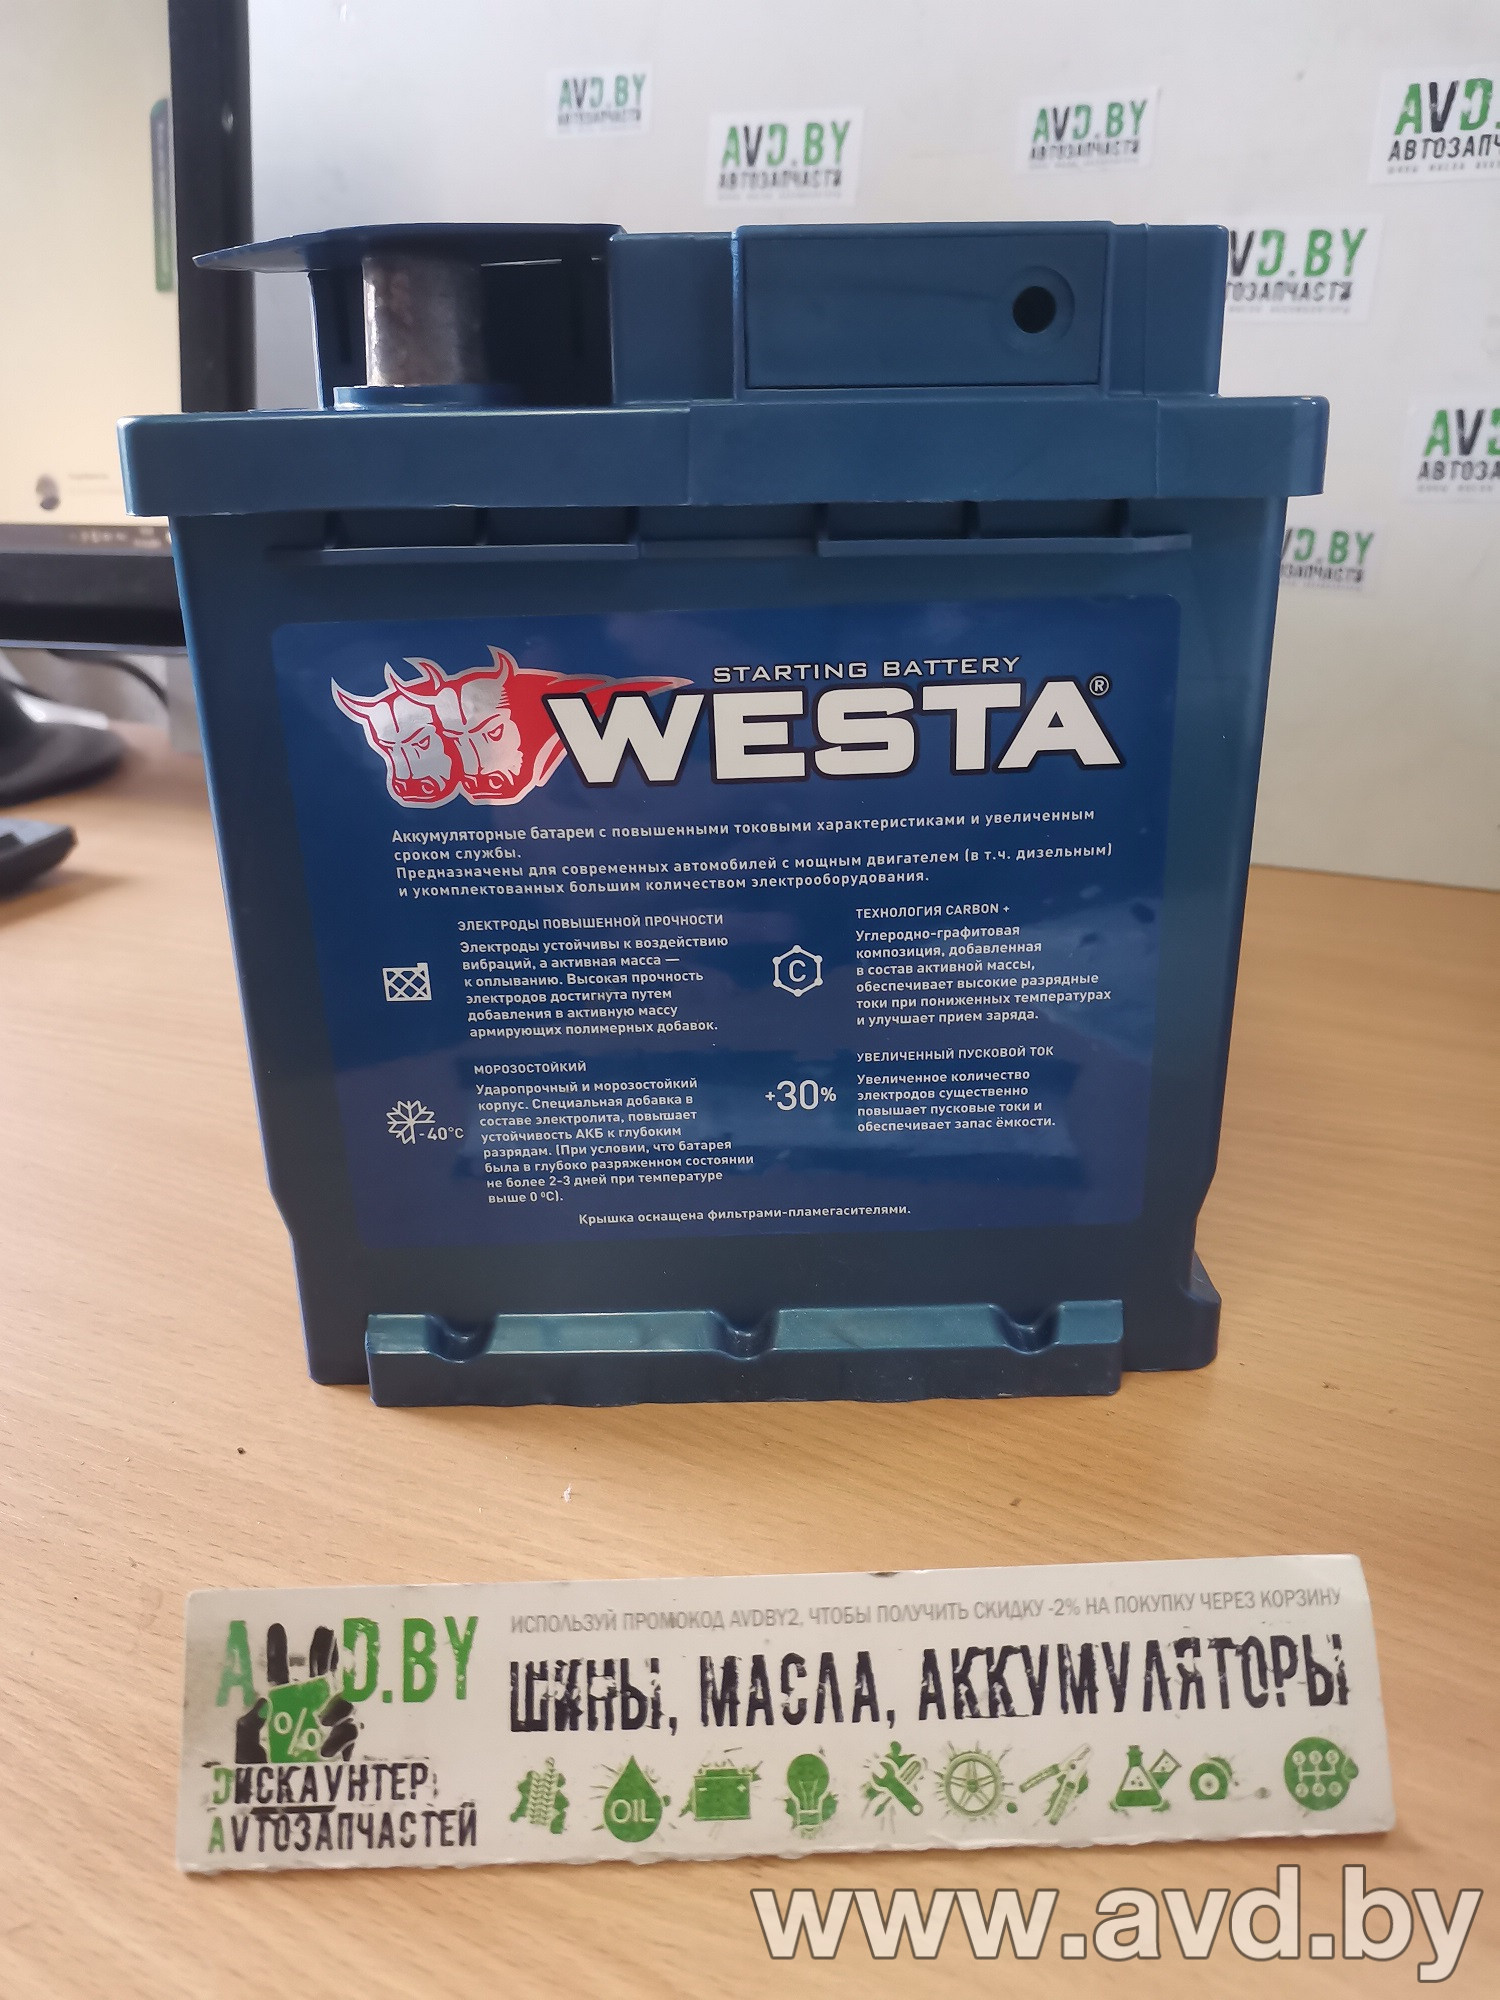 AVD.BY
АВТОЗАПЧАСТИ
AVD.BY
АВТОЗАПЧАСТИ
AVD.BY
АВТОЗАПЧАСТИ
STARTING BATTERY
WESTA®
Аккумуляторные батареи с повышенными токовыми характеристиками и увеличенным
сроком службы.
Предназначены для современных автомобилей с мощным двигателем (в т.ч. дизельным)
и укомплектованных большим количеством электрооборудования.
ЭЛЕКТРОДЫ ПОВЫШЕННОЙ ПРОЧНОСТИ
Электроды устойчивы к воздействию
вибраций, а активная масса —
к оплыванию. Высокая прочность
электродов достигнута путем
добавления в активную массу
армирующих полимерных добавок.
C
ТЕХНОЛОГИЯ CARBON +
Углеродно-графитовая
композиция, добавленная
в состав активной массы,
обеспечивает высокие разрядные
токи при пониженных температурах
и улучшает прием заряда.
-40°C
МОРОЗОСТОЙКИЙ
Ударопрочный и морозостойкий
корпус. Специальная добавка в
составе электролита, повышает
устойчивость АКБ к глубоким
разрядам. (При условии, что батарея
была в глубоко разряженном состоянии
не более 2-3 дней при температуре
выше 0 °C).
+30%
УВЕЛИЧЕННЫЙ ПУСКОВОЙ ТОК
Увеличенное количество
электродов существенно
повышает пусковые токи и
обеспечивает запас ёмкости.
Крышка оснащена фильтрами-пламегасителями.
AVD.BY
%
DИСКАУНТЕР
AVТОЗАПЧАСТЕЙ
ИСПОЛЬЗУЙ ПРОМОКОД AVDBY2, ЧТОБЫ ПОЛУЧИТЬ СКИДКУ -2% НА ПОКУПКУ ЧЕРЕЗ КОРЗИНУ
ШИНЫ, МАСЛА, АККУМУЛЯТОРЫ
OIL
www.avd.by